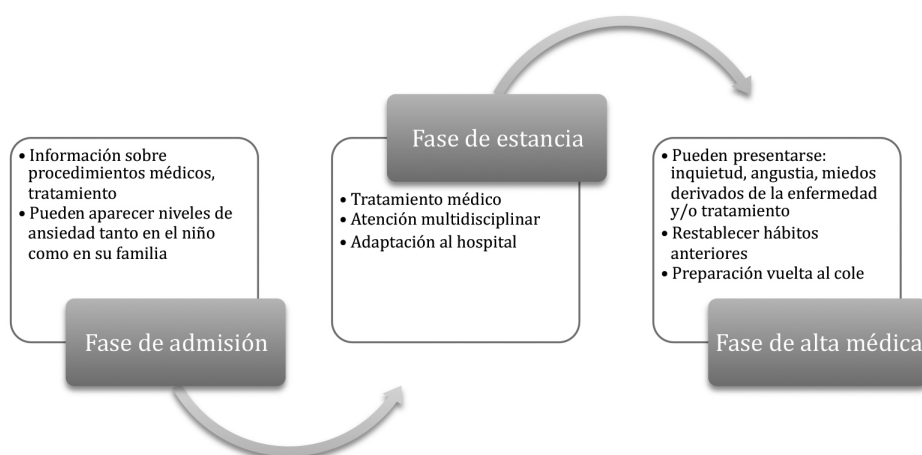 • Información sobre
procedimientos médicos,
tratamiento
• Pueden aparecer niveles de
ansiedad tanto en el niño
como en su familia
Fase de admisión
Fase de estancia
• Tratamiento médico
• Atención multidisciplinar
• Adaptación al hospital
• Pueden presentarse:
inquietud, angustia, miedos
derivados de la enfermedad
y/o tratamiento
• Restablecer hábitos
anteriores
• Preparación vuelta al cole
Fase de alta médica